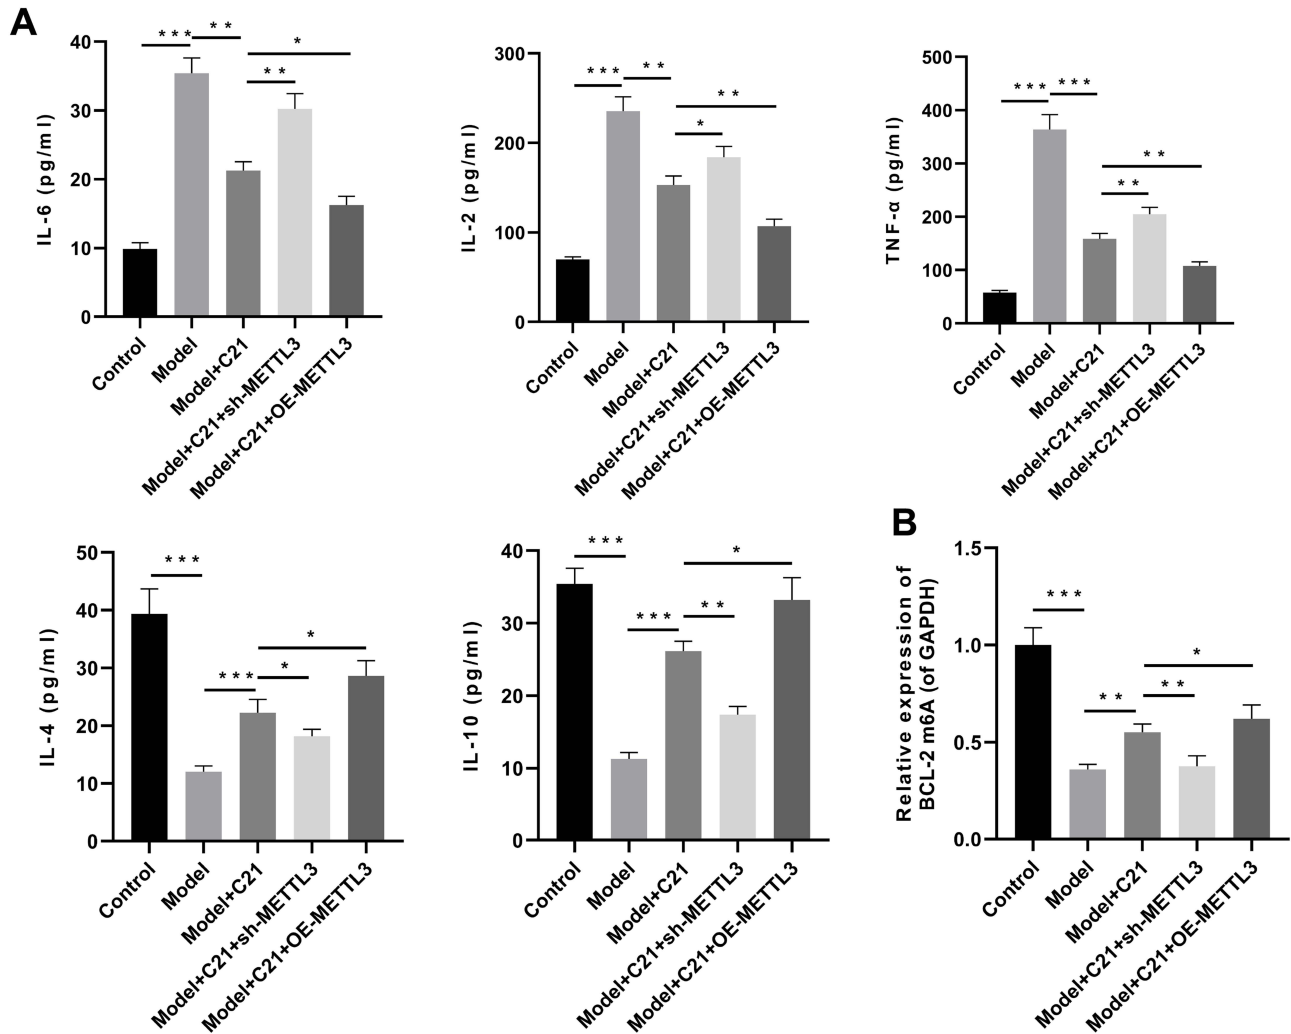 A
IL-6 (pg/ml)
40
30
20
10
0
*** ** *
**
Control
Model
Model+C21
Model+C21+sh-METTL3
Model+C21+OE-METTL3
IL-2 (pg/ml)
300
200
100
0
*** ** **
*
Control
Model
Model+C21
Model+C21+sh-METTL3
Model+C21+OE-METTL3
TNF-α (pg/ml)
500
400
300
200
100
0
*** *** **
**
Control
Model
Model+C21
Model+C21+sh-METTL3
Model+C21+OE-METTL3
IL-4 (pg/ml)
50
40
30
20
10
0
***
*
*** *
Control
Model
Model+C21
Model+C21+sh-METTL3
Model+C21+OE-METTL3
IL-10 (pg/ml)
40
30
20
10
0
*** *
*** **
Control
Model
Model+C21
Model+C21+sh-METTL3
Model+C21+OE-METTL3
B
Relative expression of
BCL-2 m6A (of GAPDH)
1.5
1.0
0.5
0.0
***
*
** **
Control
Model
Model+C21
Model+C21+sh-METTL3
Model+C21+OE-METTL3